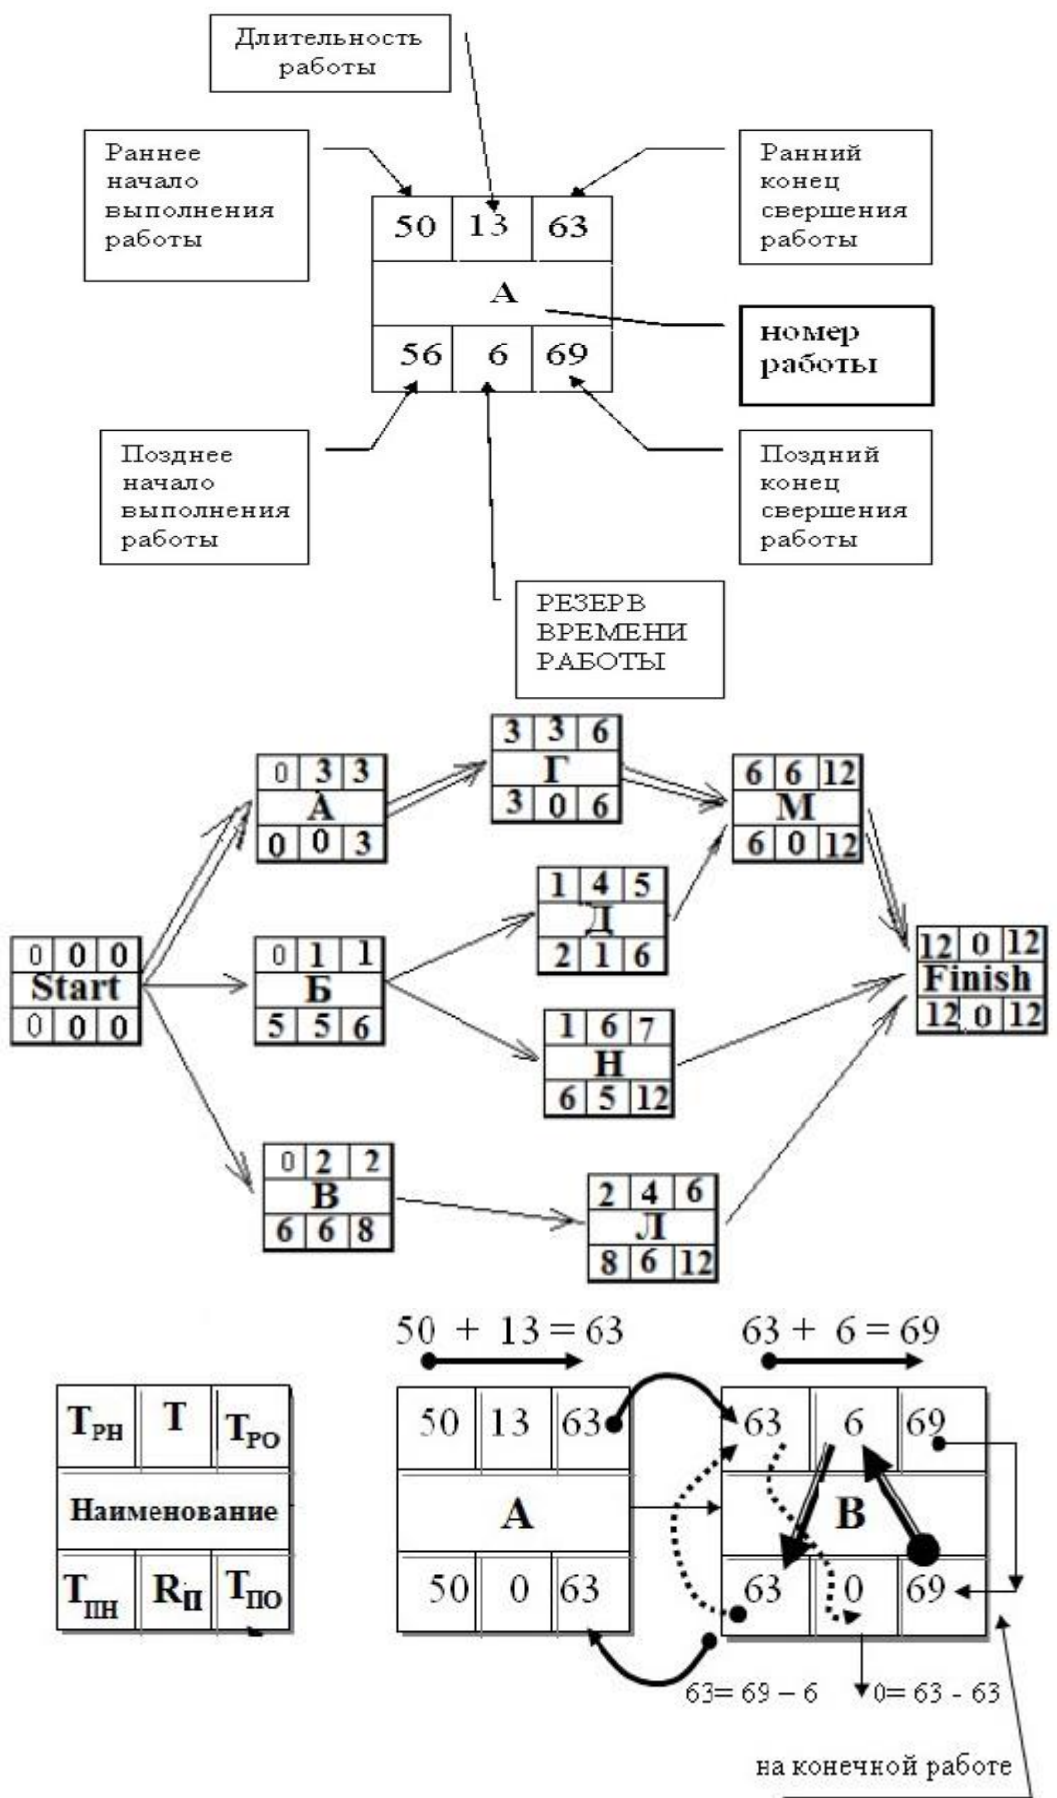 Длительность
работы
Раннее
начало
выполнения
работы
Ранний
конец
свершения
работы
50 13 63
А
56 6 69
номер
работы
Позднее
начало
выполнения
работы
Поздний
конец
свершения
работы
РЕЗЕРВ
ВРЕМЕНИ
РАБОТЫ
3 3 6
Г
3 0 6
0 3 3
А
0 0 3
6 6 12
М
6 0 12
1 4 5
Д
2 1 6
0 0 0
Start
0 0 0
0 1 1
Б
5 5 6
12 0 12
Finish
12 0 12
1 6 7
Н
6 5 12
0 2 2
В
6 6 8
2 4 6
Л
8 6 12
50 + 13 = 63
63 + 6 = 69
Tрн Т Tро
Наименование
Tпн Rп Tпо
50 13 63
А
50 0 63
63 6 69
В
63 0 69
63= 69 – 6
0= 63 - 63
на конечной работе